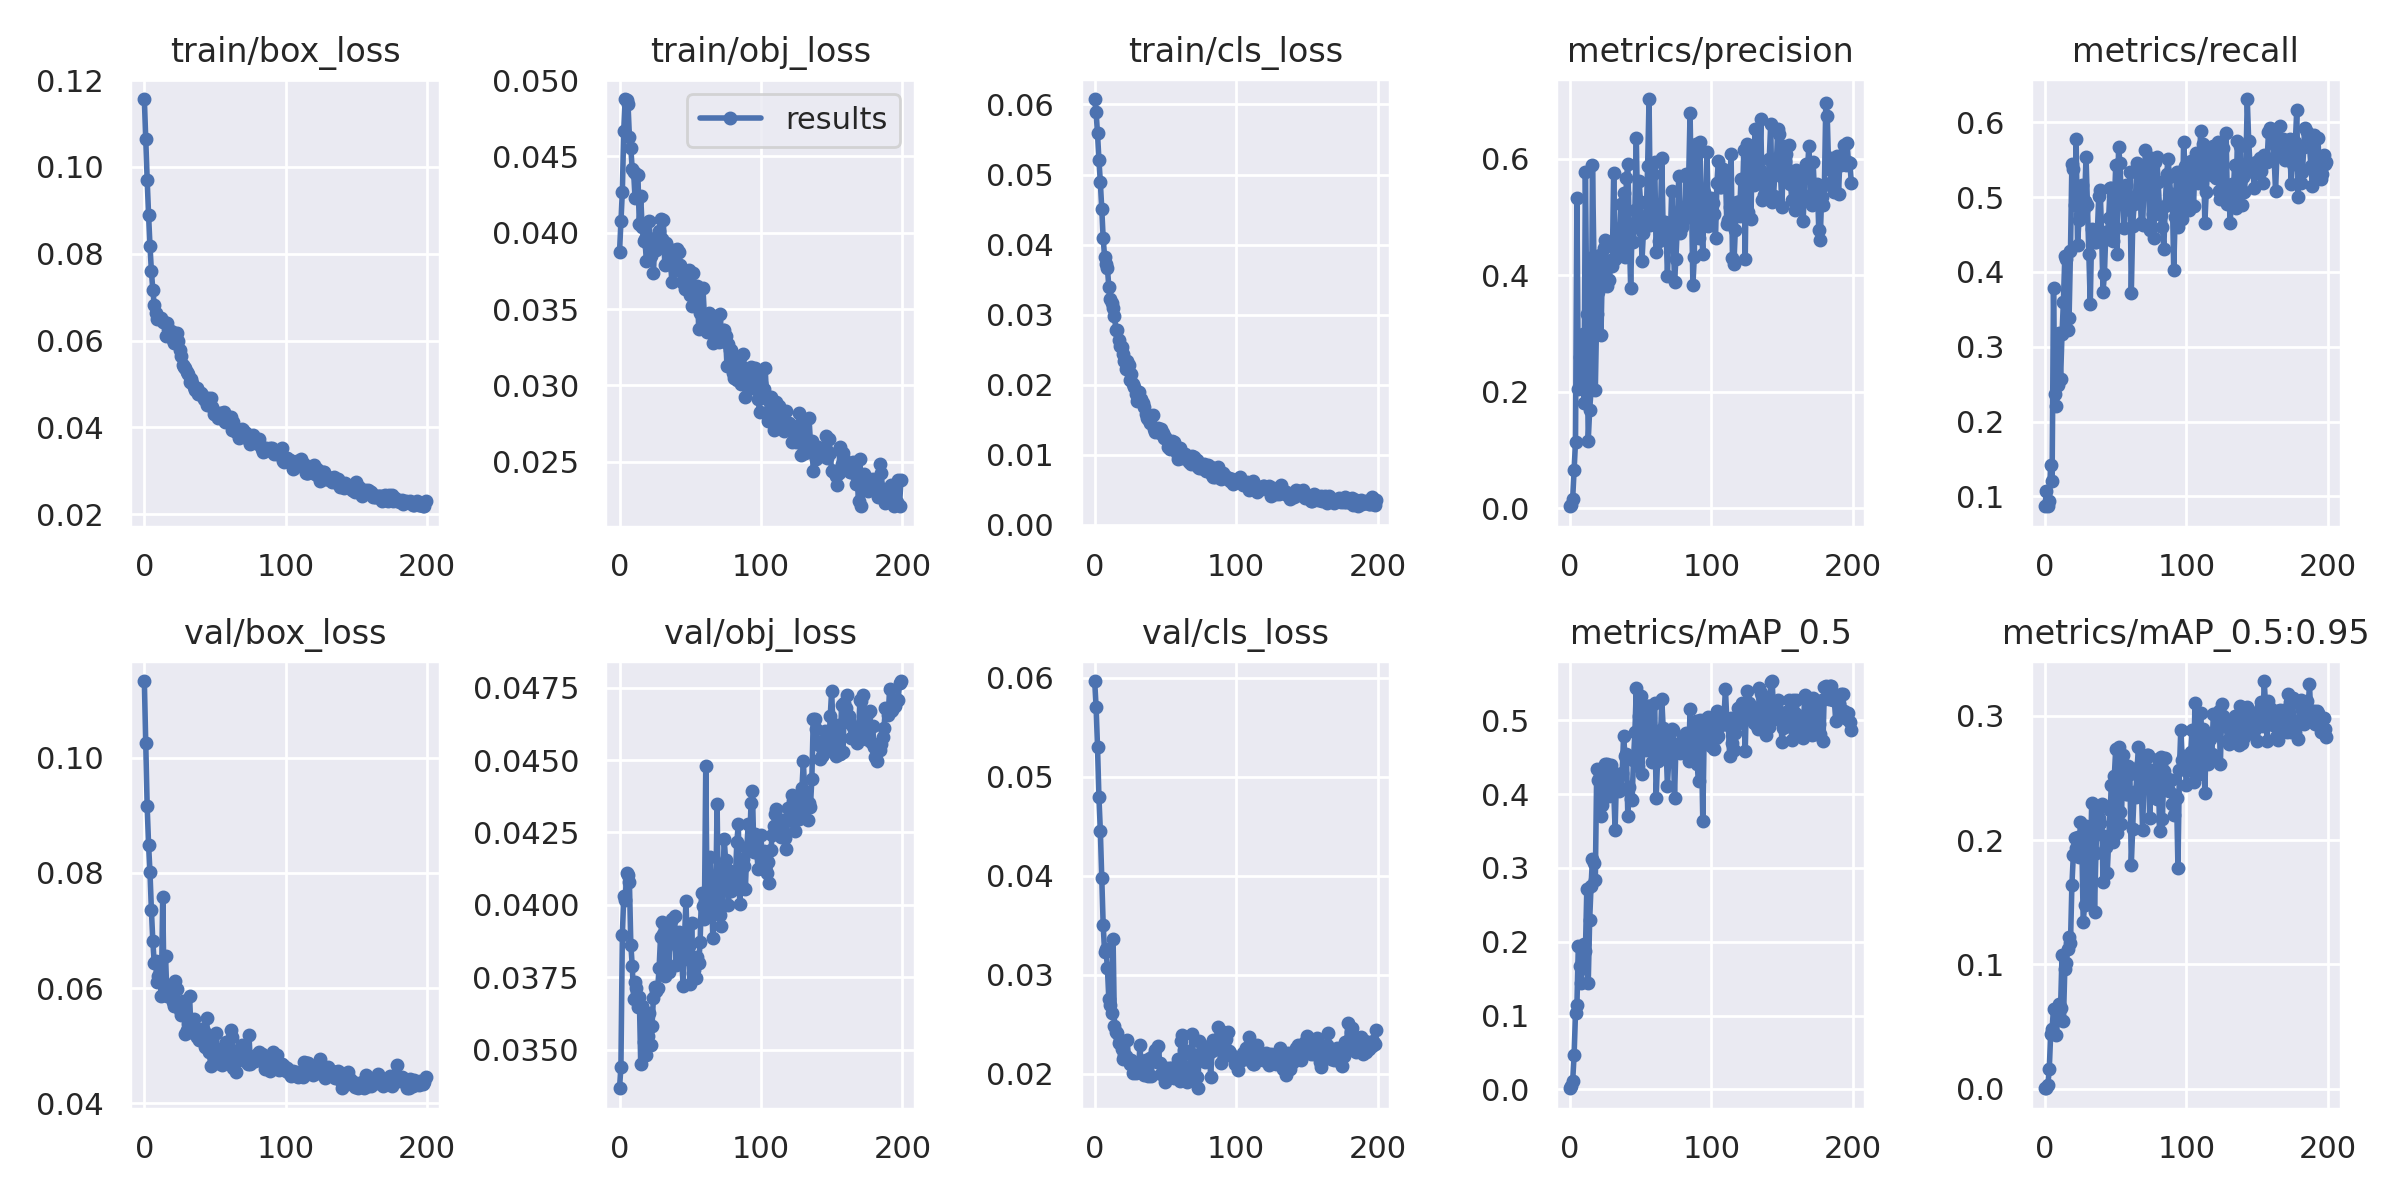 train/box_loss
0.12
0.10
0.08
0.06
0.04
0.02
0 100 200
train/obj_loss
results
0.050
0.045
0.040
0.035
0.030
0.025
0 100 200
train/cls_loss
0.06
0.05
0.04
0.03
0.02
0.01
0.00
0 100 200
metrics/precision
0.6
0.4
0.2
0.0
0 100 200
metrics/recall
0.6
0.5
0.4
0.3
0.2
0.1
0 100 200
val/box_loss
0.10
0.08
0.06
0.04
0 100 200
val/obj_loss
0.0475
0.0450
0.0425
0.0400
0.0375
0.0350
0 100 200
val/cls_loss
0.06
0.05
0.04
0.03
0.02
0 100 200
metrics/mAP_0.5
0.5
0.4
0.3
0.2
0.1
0.0
0 100 200
metrics/mAP_0.5:0.95
0.3
0.2
0.1
0.0
0 100 200